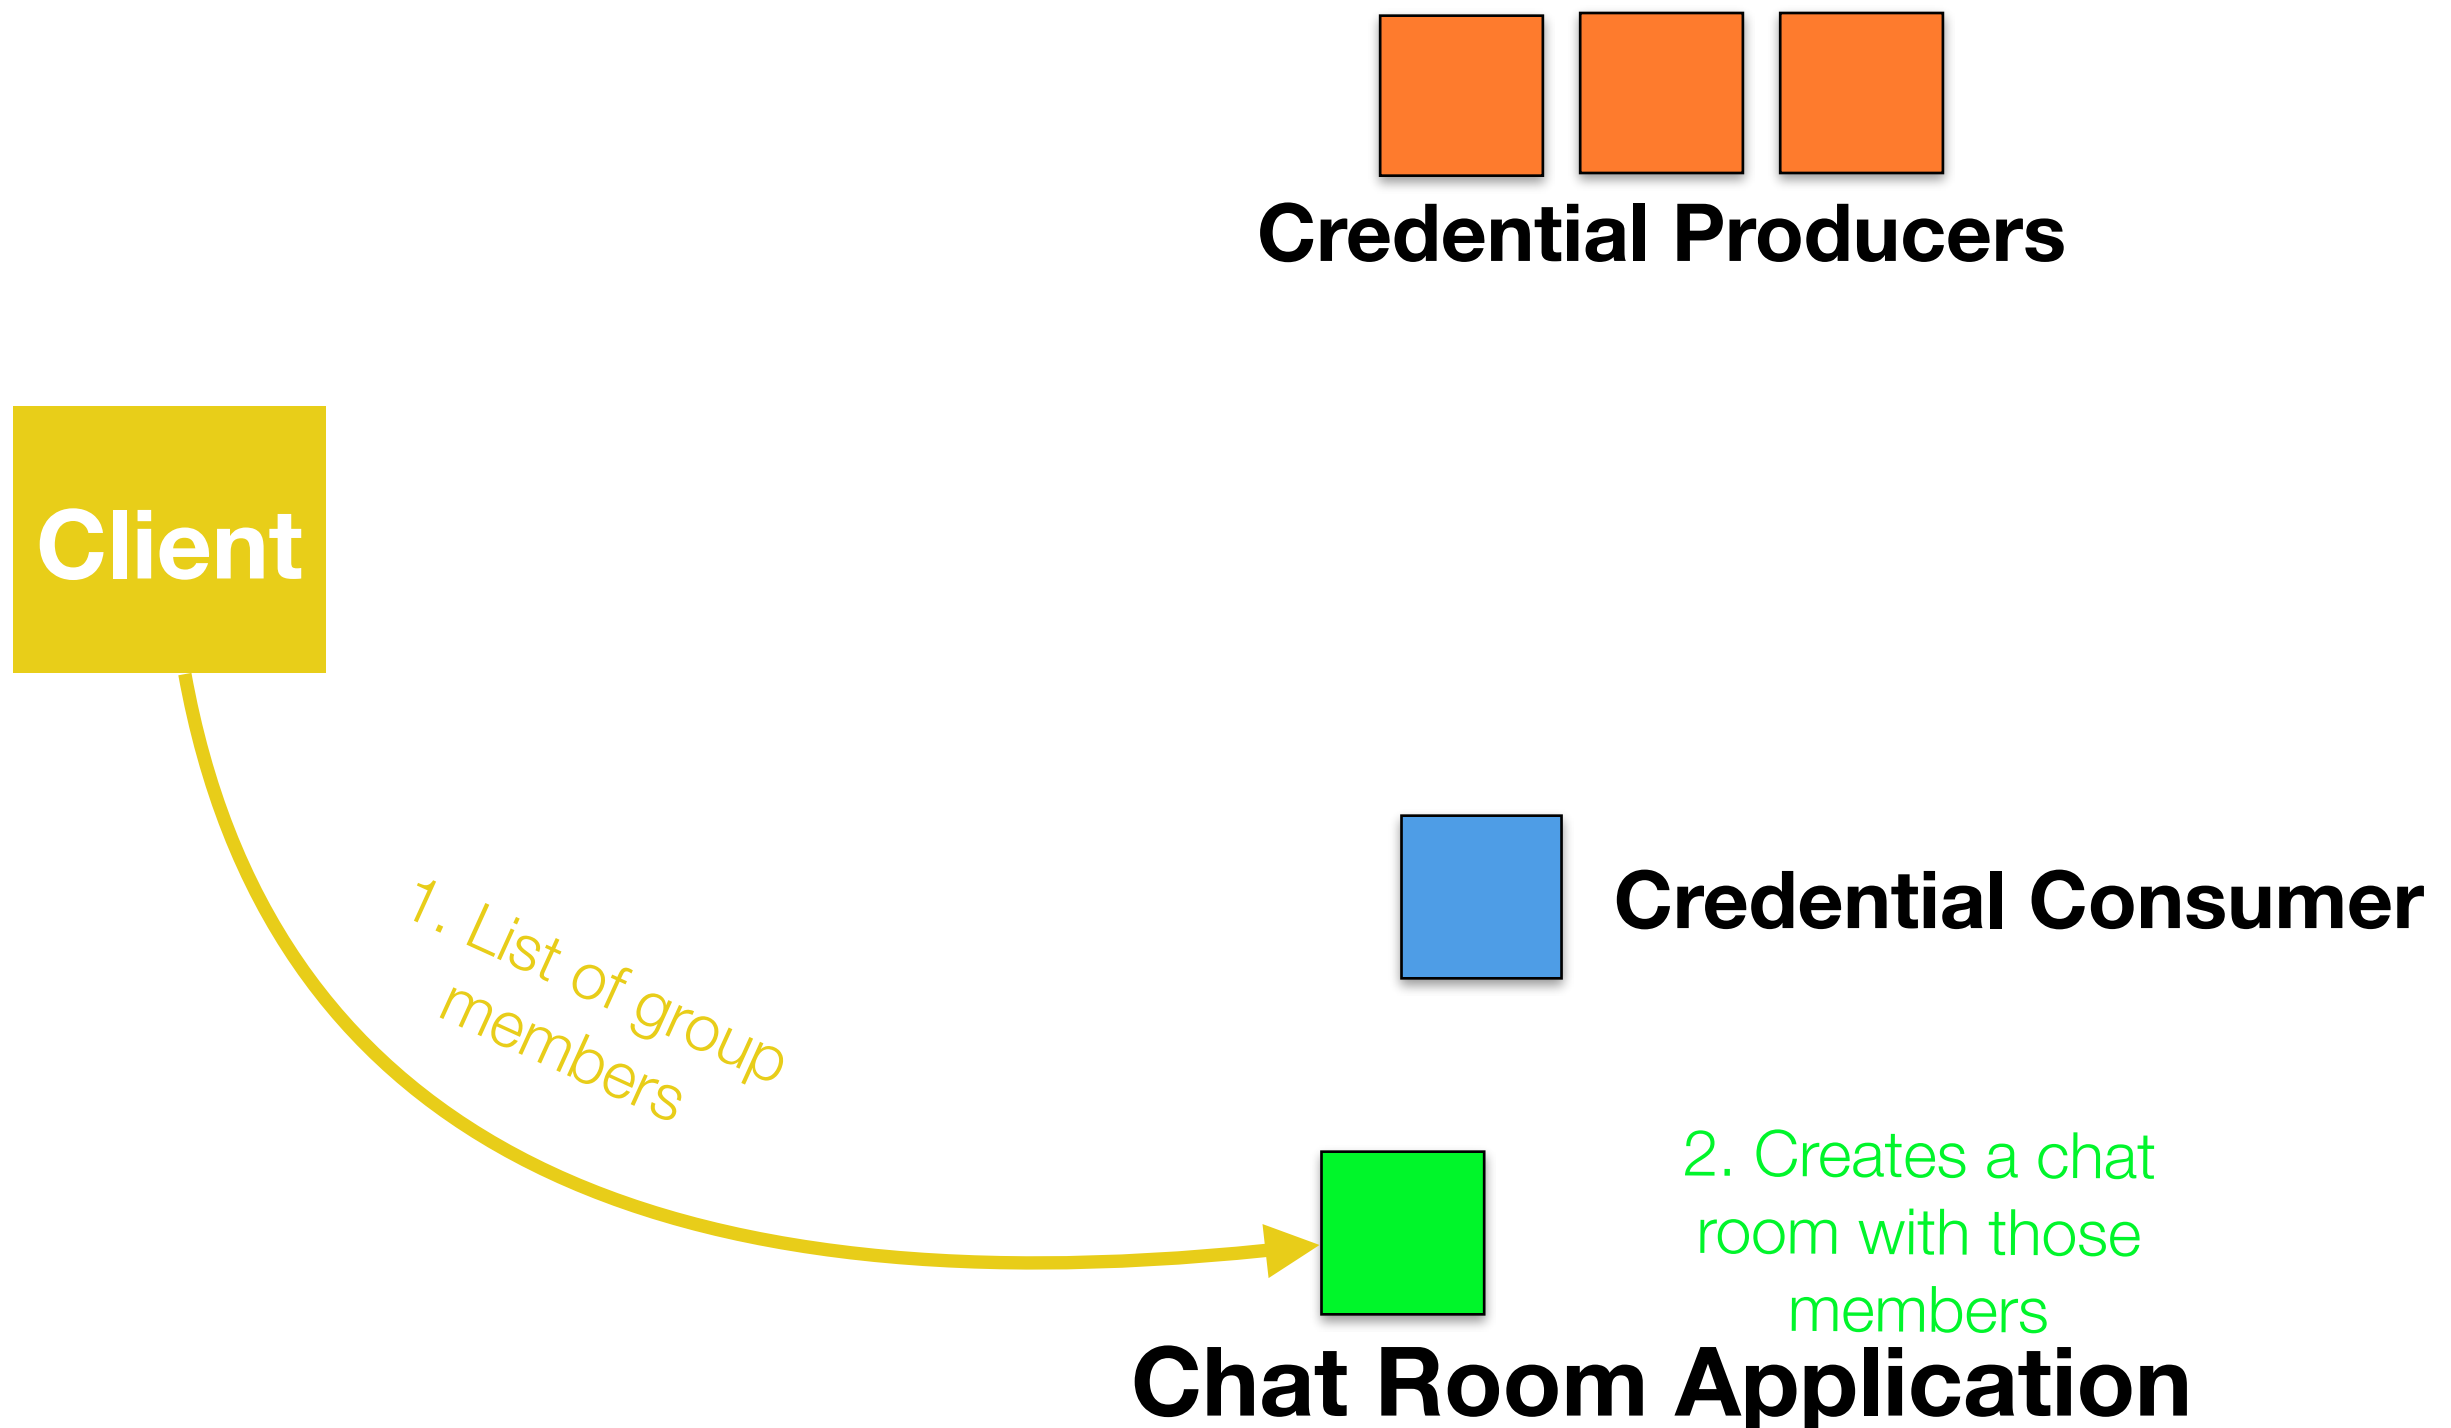 Credential Producers
Client
Credential Consumer
1. List of group
members
2. Creates a chat
room with those
members
Chat Room Application